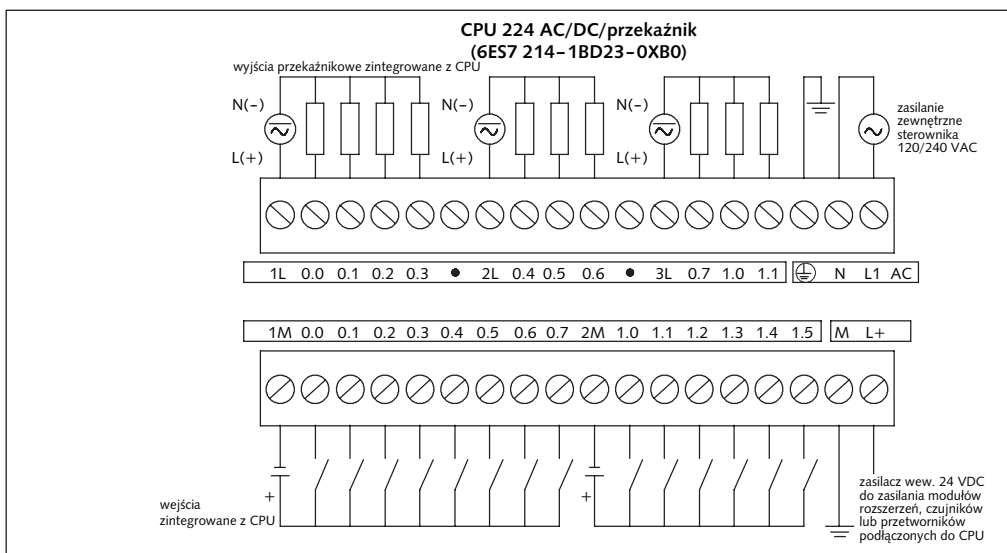 CPU 224 AC/DC/przekaźnik
(6ES7 214–1BD23–0XB0)
wyjścia przekaźnikowe zintegrowane z CPU
N(–)
N(–)
N(–)
L(+)
L(+)
L(+)
zasilanie
zewnętrzne
sterownika
120/240 VAC
1L 0.0 0.1 0.2 0.3 • 2L 0.4 0.5 0.6 • 3L 0.7 1.0 1.1 N L1 AC
1M 0.0 0.1 0.2 0.3 0.4 0.5 0.6 0.7 2M 1.0 1.1 1.2 1.3 1.4 1.5 M L+
+
+
wejścia
zintegrowane z CPU
zasilacz wew. 24 VDC
do zasilania modułów
rozszerzeń, czujników
lub przetworników
podłączonych do CPU